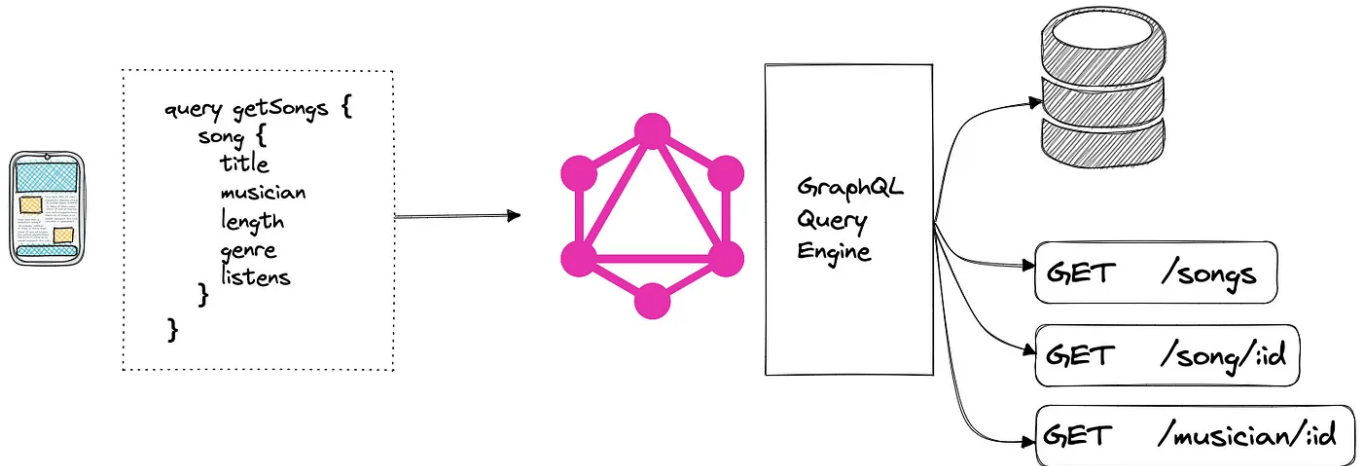 query getSongs {
song {
title
musician
length
genre
listens
}
}
GraphQL
Query
Engine
GET /songs
GET /song/:id
GET /musician/:id